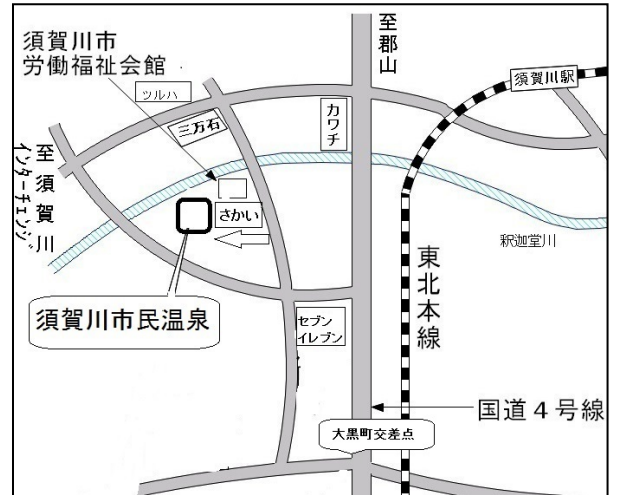 須賀川市
労働福祉会館
ツルハ
三万石
カワチ
至郡山
須賀川駅
至須賀川
インターチェンジ
さかい
釈迦堂川
東北本線
須賀川市民温泉
セブン
イレブン
国道４号線
大黒町交差点